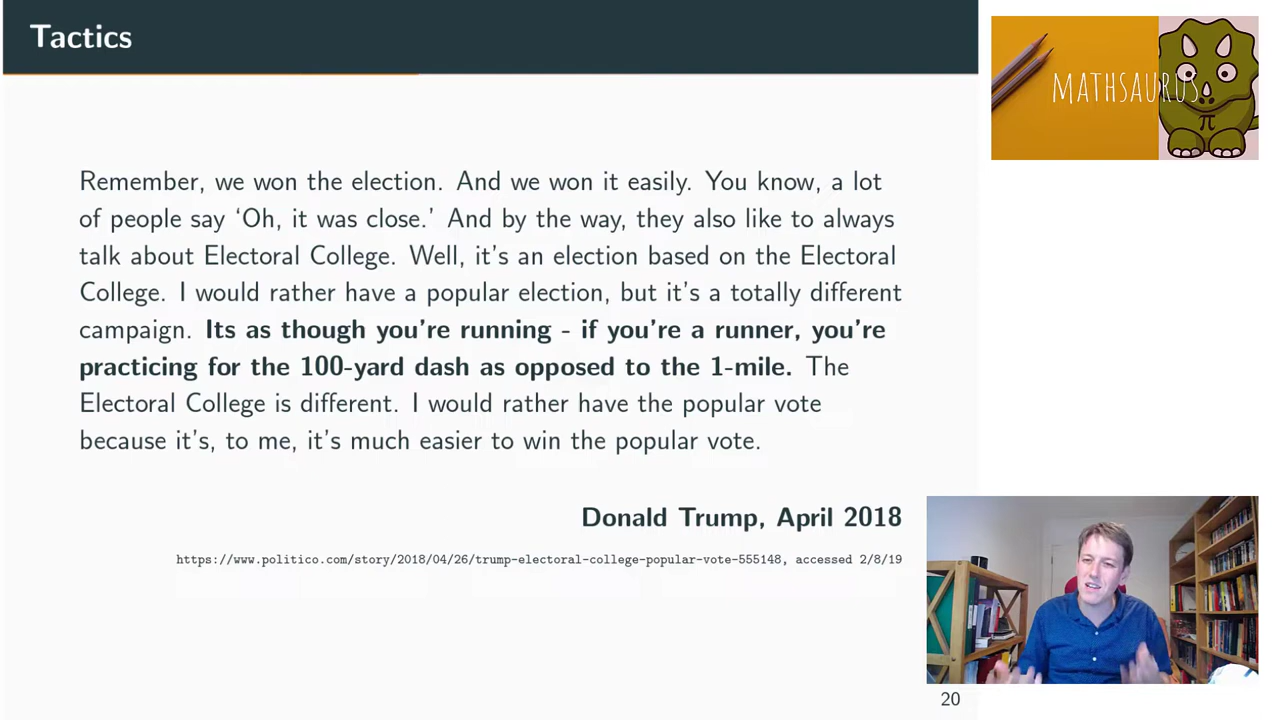 Tactics
MATHSAURUS
π
Remember, we won the election. And we won it easily. You know, a lot
of people say ‘Oh, it was close.’ And by the way, they also like to always
talk about Electoral College. Well, it’s an election based on the Electoral
College. I would rather have a popular election, but it’s a totally different
campaign. Its as though you’re running - if you’re a runner, you’re
practicing for the 100-yard dash as opposed to the 1-mile. The
Electoral College is different. I would rather have the popular vote
because it’s, to me, it’s much easier to win the popular vote.
Donald Trump, April 2018
https://www.politico.com/story/2018/04/26/trump-electoral-college-popular-vote-555148, accessed 2/8/19
20